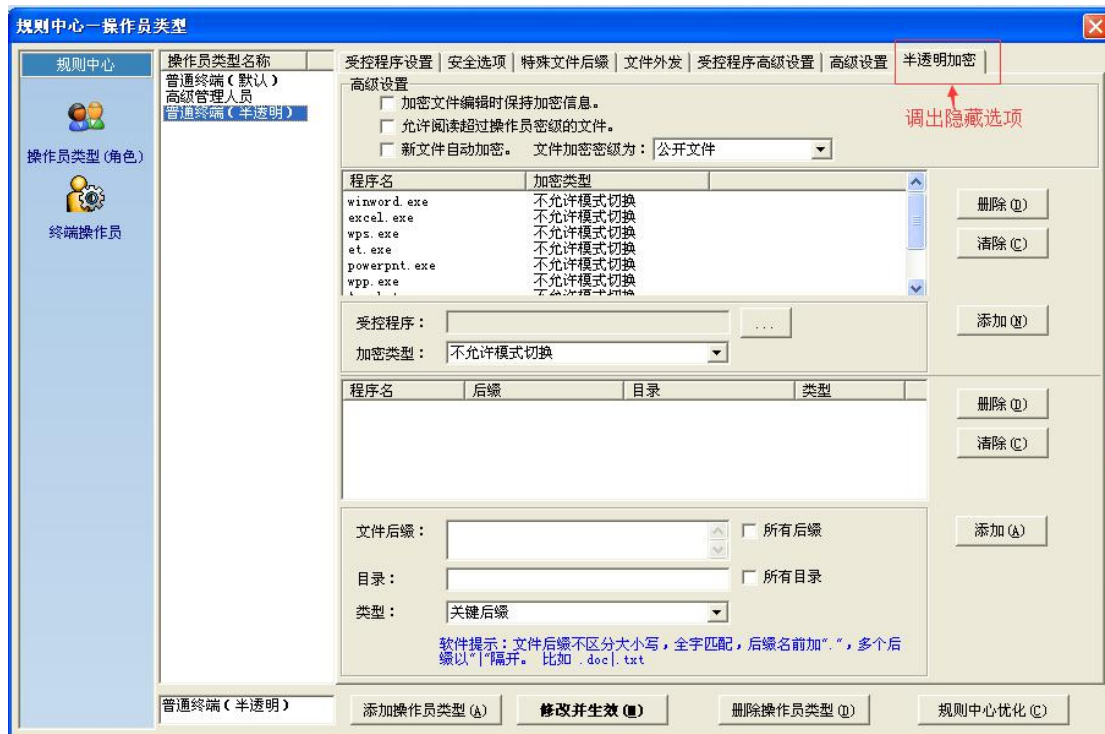 规则中心—操作员类型
规则中心
操作员类型(角色)
终端操作员
操作员类型名称
普通终端(默认)
高级管理人员
普通终端(半透明)
受控程序设置 安全选项 特殊文件后缀 文件外发 受控程序高级设置 高级设置 半透明加密
调出隐藏选项
高级设置
加密文件编辑时保持加密信息。
允许阅读超过操作员密级的文件。
新文件自动加密。 文件加密密级为: 公开文件
程序名 加密类型
winword.exe 不允许模式切换
excel.exe 不允许模式切换
wps.exe 不允许模式切换
et.exe 不允许模式切换
powerpnt.exe 不允许模式切换
wpp.exe 不允许模式切换
不允许模式切换
删除(D)
清除(C)
受控程序: ...
添加(N)
加密类型: 不允许模式切换
程序名 后缀 目录 类型
删除(D)
清除(C)
文件后缀: 所有后缀
添加(A)
目录: 所有目录
类型: 关键后缀
软件提示:文件后缀不区分大小写,全字匹配,后缀名前加".",多个后
缀以"|"隔开。 比如 .doc|.txt
普通终端(半透明) 添加操作员类型(A) 修改并生效(M) 删除操作员类型(D) 规则中心优化(C)